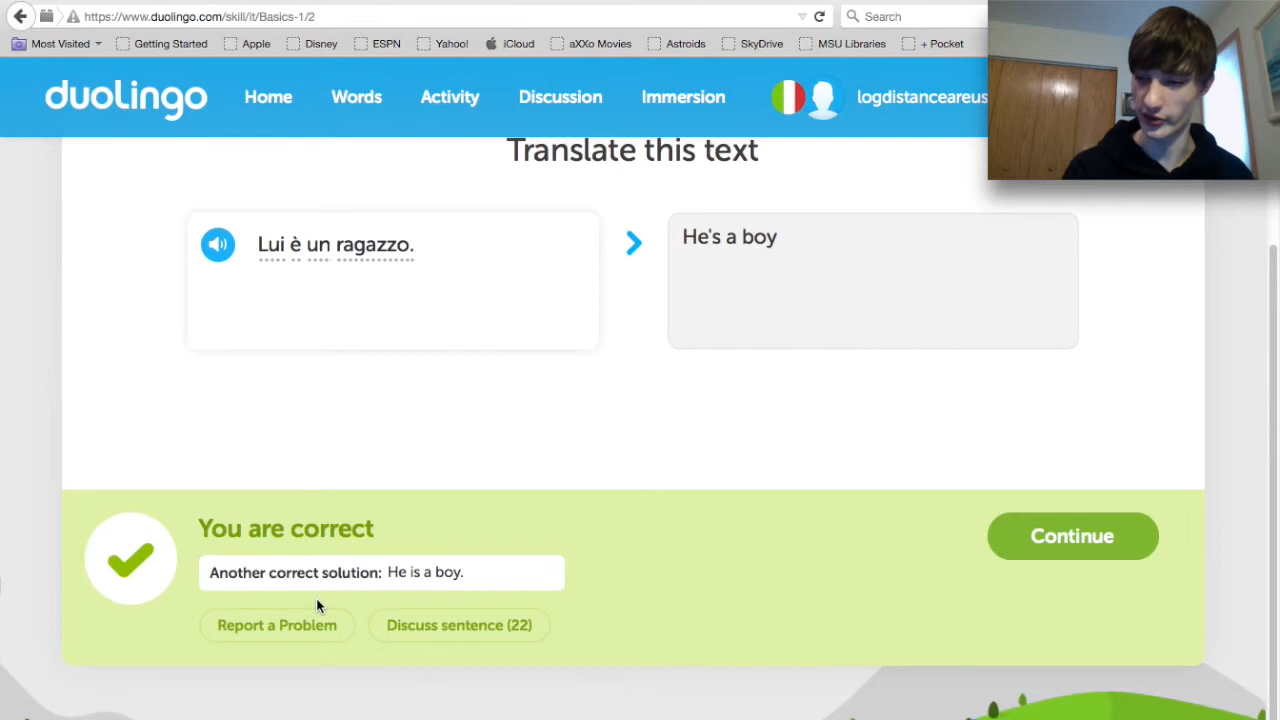 https://www.duolingo.com/skill/it/Basics-1/2
Search
Most Visited
Getting Started
Apple
Disney
ESPN
Yahoo!
iCloud
aXXo Movies
Astroids
SkyDrive
MSU Libraries
+ Pocket
duolingo
Home
Words
Activity
Discussion
Immersion
logdistanceareus
Translate this text
Lui è un ragazzo.
He's a boy
You are correct
Another correct solution: He is a boy.
Report a Problem
Discuss sentence (22)
Continue